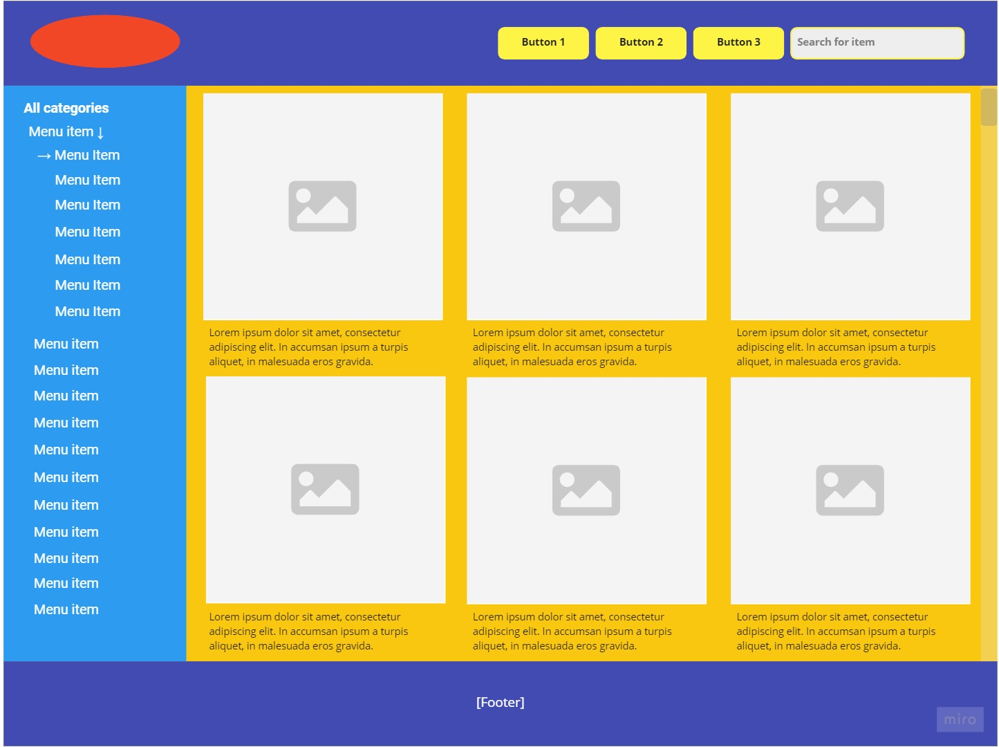 Button 1
Button 2
Button 3
Search for item
All categories
Menu item ↓
→ Menu Item
Menu Item
Menu Item
Menu Item
Menu Item
Menu Item
Menu Item
Menu item
Menu item
Menu item
Menu item
Menu item
Menu item
Menu item
Menu item
Menu item
Menu item
Menu item
Lorem ipsum dolor sit amet, consectetur
adipiscing elit. In accumsan ipsum a turpis
aliquet, in malesuada eros gravida.
Lorem ipsum dolor sit amet, consectetur
adipiscing elit. In accumsan ipsum a turpis
aliquet, in malesuada eros gravida.
Lorem ipsum dolor sit amet, consectetur
adipiscing elit. In accumsan ipsum a turpis
aliquet, in malesuada eros gravida.
Lorem ipsum dolor sit amet, consectetur
adipiscing elit. In accumsan ipsum a turpis
aliquet, in malesuada eros gravida.
Lorem ipsum dolor sit amet, consectetur
adipiscing elit. In accumsan ipsum a turpis
aliquet, in malesuada eros gravida.
Lorem ipsum dolor sit amet, consectetur
adipiscing elit. In accumsan ipsum a turpis
aliquet, in malesuada eros gravida.
[Footer]
miro